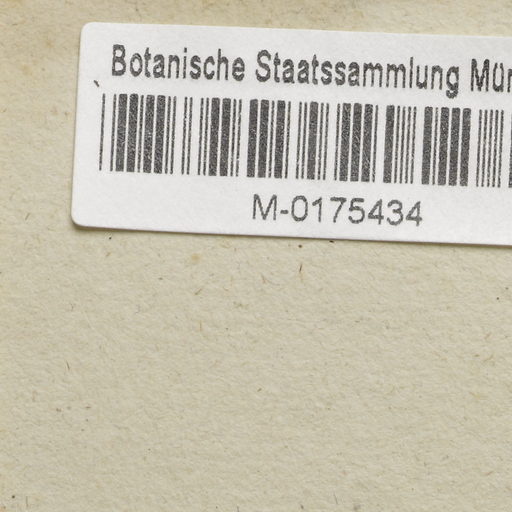 Botanische Staatssammlung Mün
M-0175434